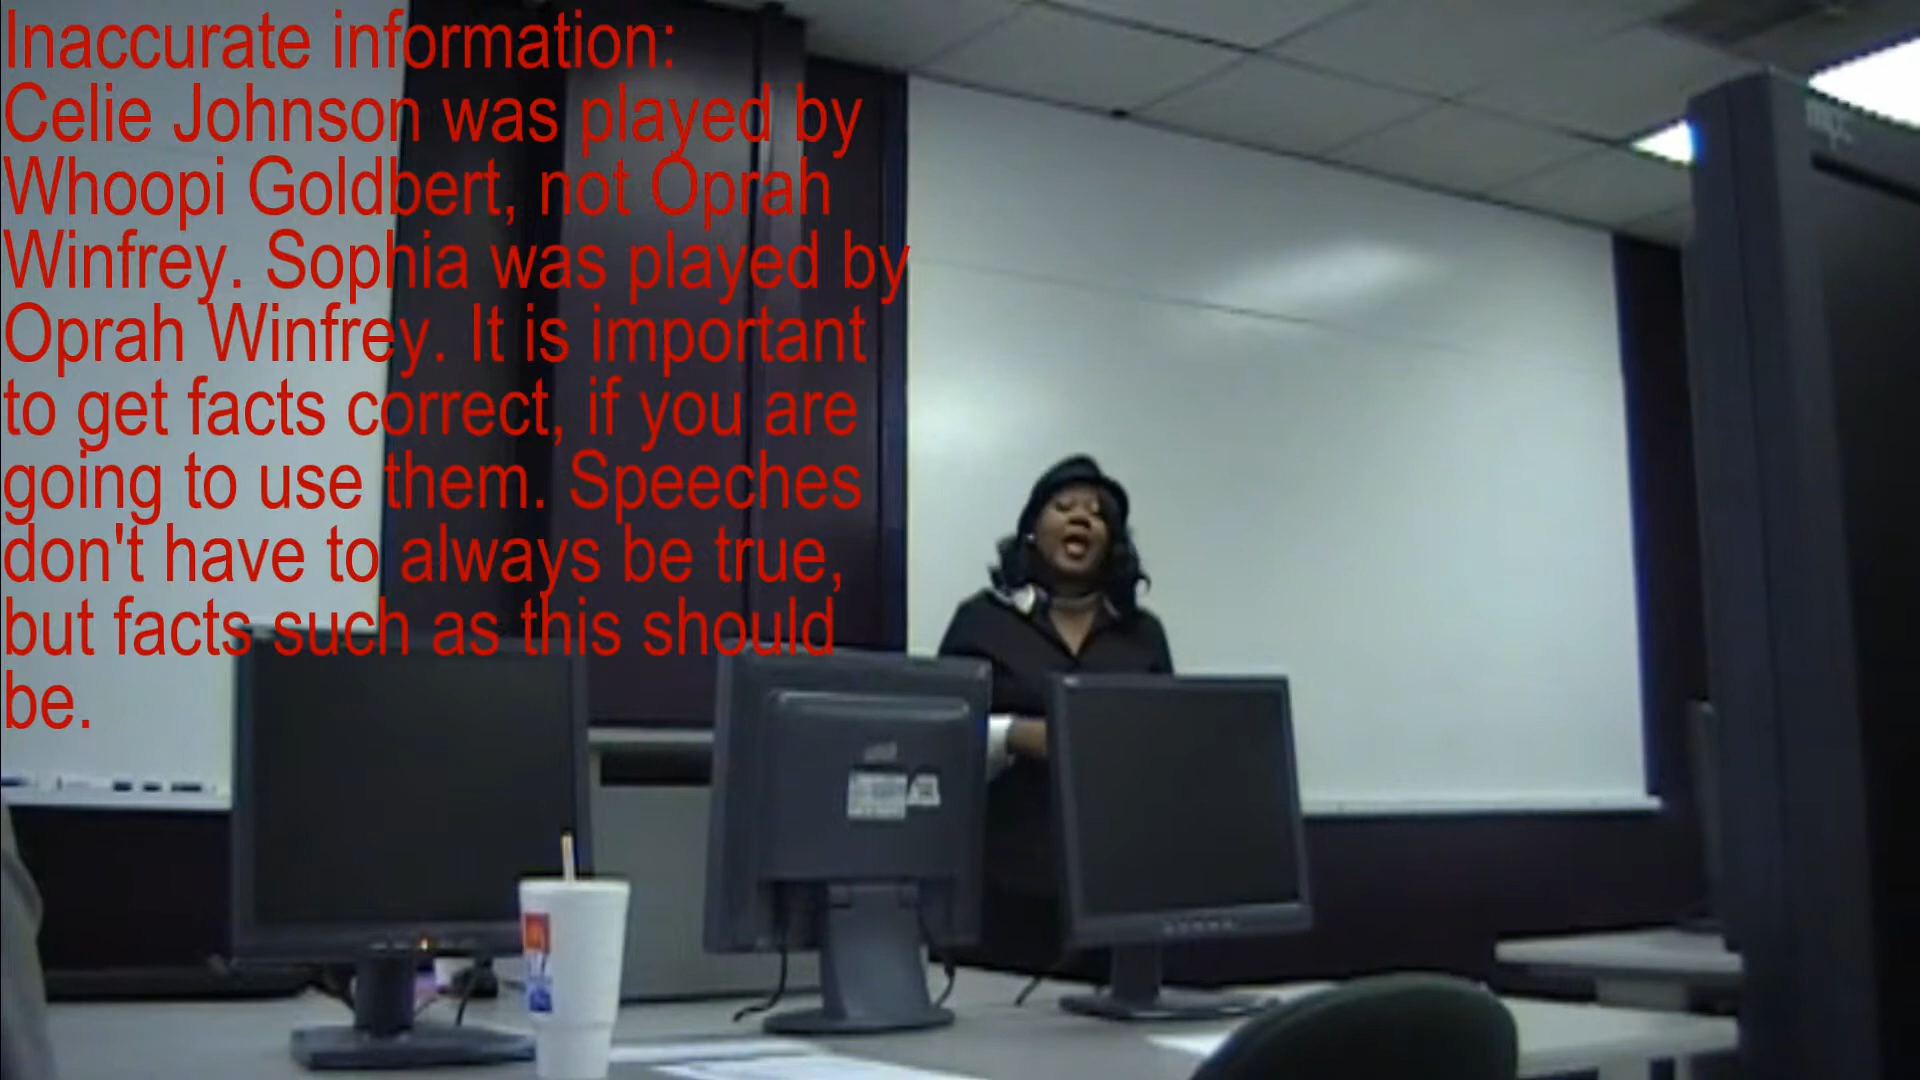 Inaccurate information:
Celie Johnson was played by
Whoopi Goldbert, not Oprah
Winfrey. Sophia was played by
Oprah Winfrey. It is important
to get facts correct, if you are
going to use them. Speeches
don't have to always be true,
but facts such as this should
be.